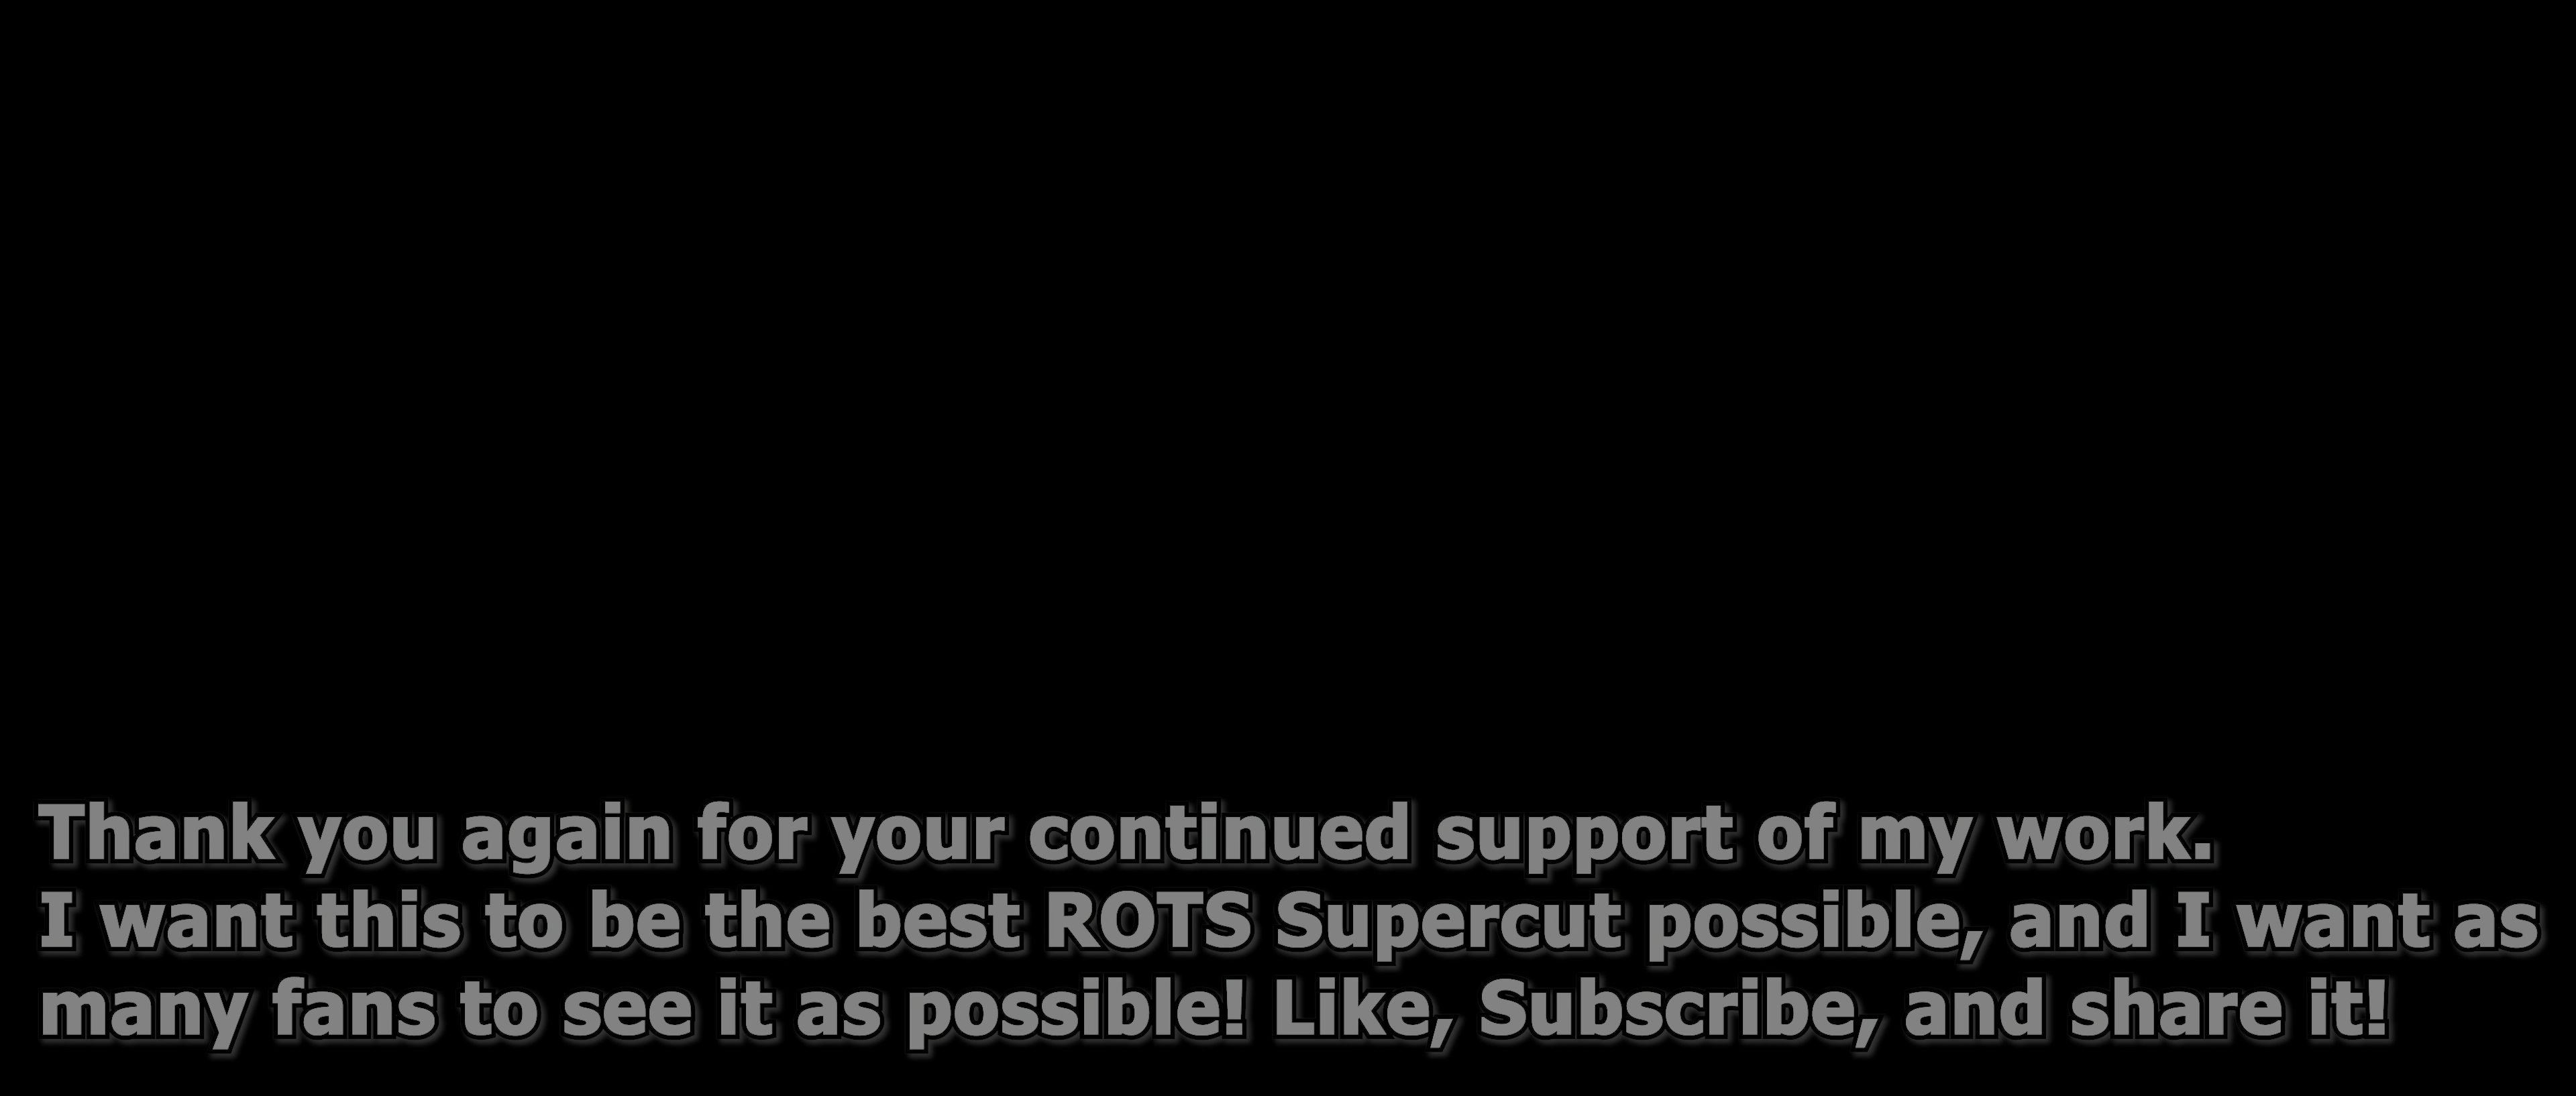 Thank you again for your continued support of my work.
I want this to be the best ROTS Supercut possible, and I want as
many fans to see it as possible! Like, Subscribe, and share it!